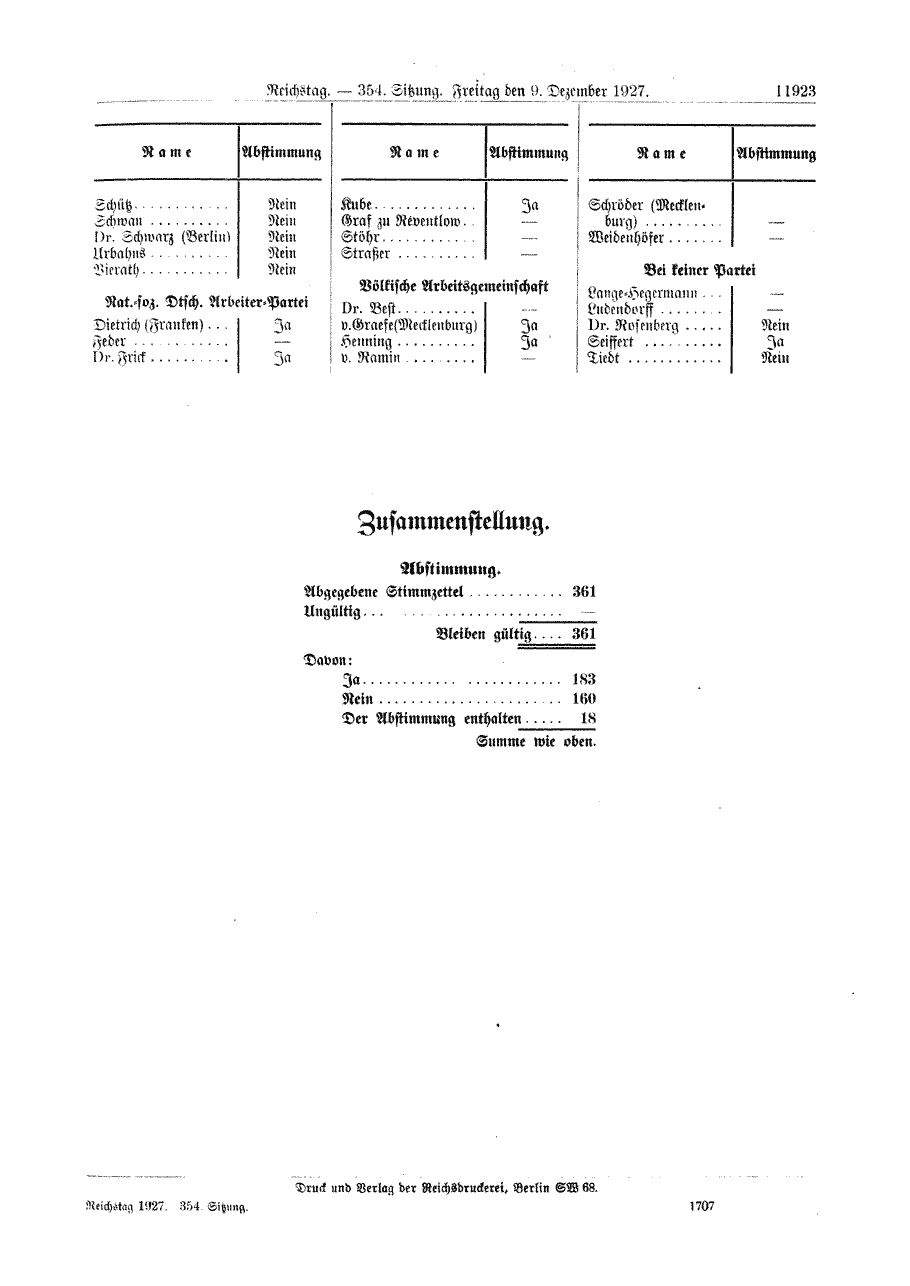 Reichstag. — 354. Sitzung. Freitag den 9. Dezember 1927. 11923
Name Abstimmung
Schütz............ Nein
Schwan .......... Nein
Dr. Schwarz (Berlin) Nein
Urbahns .......... Nein
Vierath........... Nein
Nat.-soz. Dtsch. Arbeiter-Partei
Dietrich (Franken) ... Ja
Feder ............ —
Dr. Frick .......... Ja
Name Abstimmung
Kube............. Ja
Graf zu Reventlow.. —
Stöhr............ —
Straßer .......... —
Völkische Arbeitsgemeinschaft
Dr. Best.......... —
v. Graefe (Mecklenburg) Ja
Henning .......... Ja
v. Ramin ......... —
Name Abstimmung
Schröder (Mecklen-
burg) .......... —
Weidenhöfer ....... —
Bei keiner Partei
Lange-Hegermann ... —
Ludendorff ........ —
Dr. Rosenberg ..... Nein
Seiffert .......... Ja
Tiedt ............ Nein
Zusammenstellung.
Abstimmung.
Abgegebene Stimmzettel ............ 361
Ungültig... .................... —
Bleiben gültig.... 361
Davon:
Ja............ ............ 183
Nein ....................... 160
Der Abstimmung enthalten ..... 18
Summe wie oben.
Druck und Verlag der Reichsdruckerei, Berlin SW 68.
Reichstag 1927. 354. Sitzung. 1707